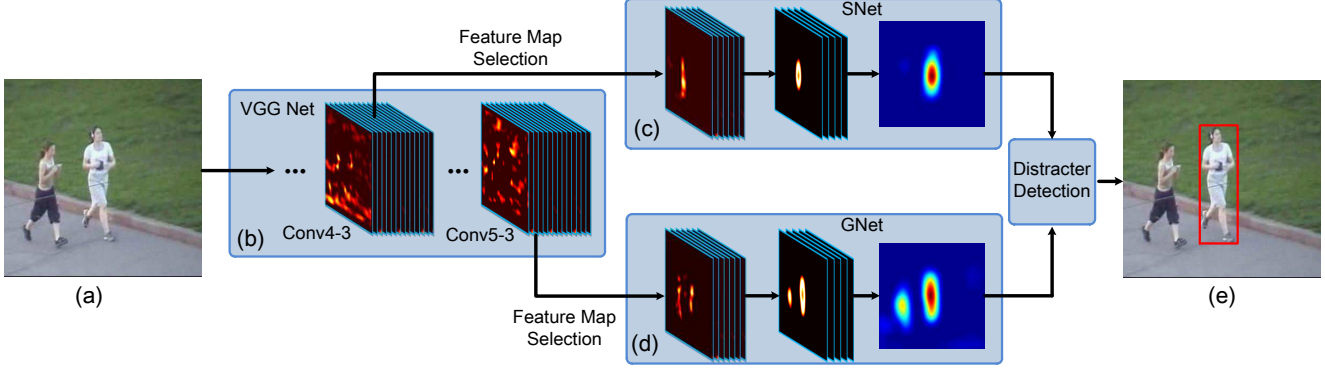 SNet
Feature Map
Selection
(c)
VGG Net
...
...
(b)
Conv4-3
Conv5-3
Distracter
Detection
GNet
Feature Map
Selection
(d)
(a)
(e)